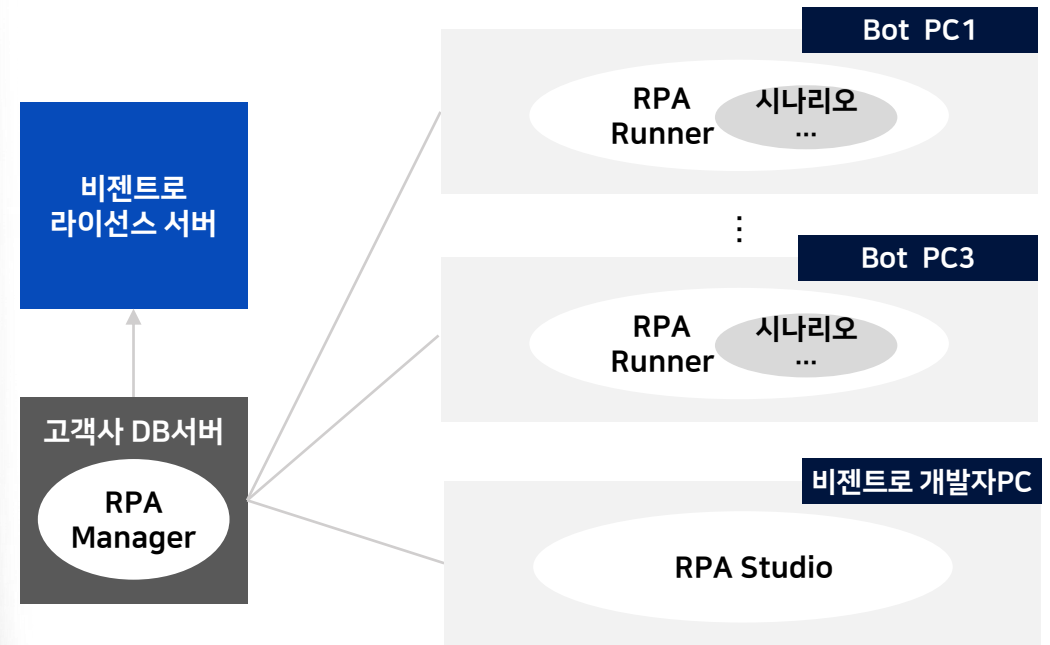 Bot PC1
RPA
Runner
시나리오
...
비젠트로
라이선스 서버
⋮
Bot PC3
RPA
Runner
시나리오
...
고객사 DB서버
RPA
Manager
비젠트로 개발자PC
RPA Studio